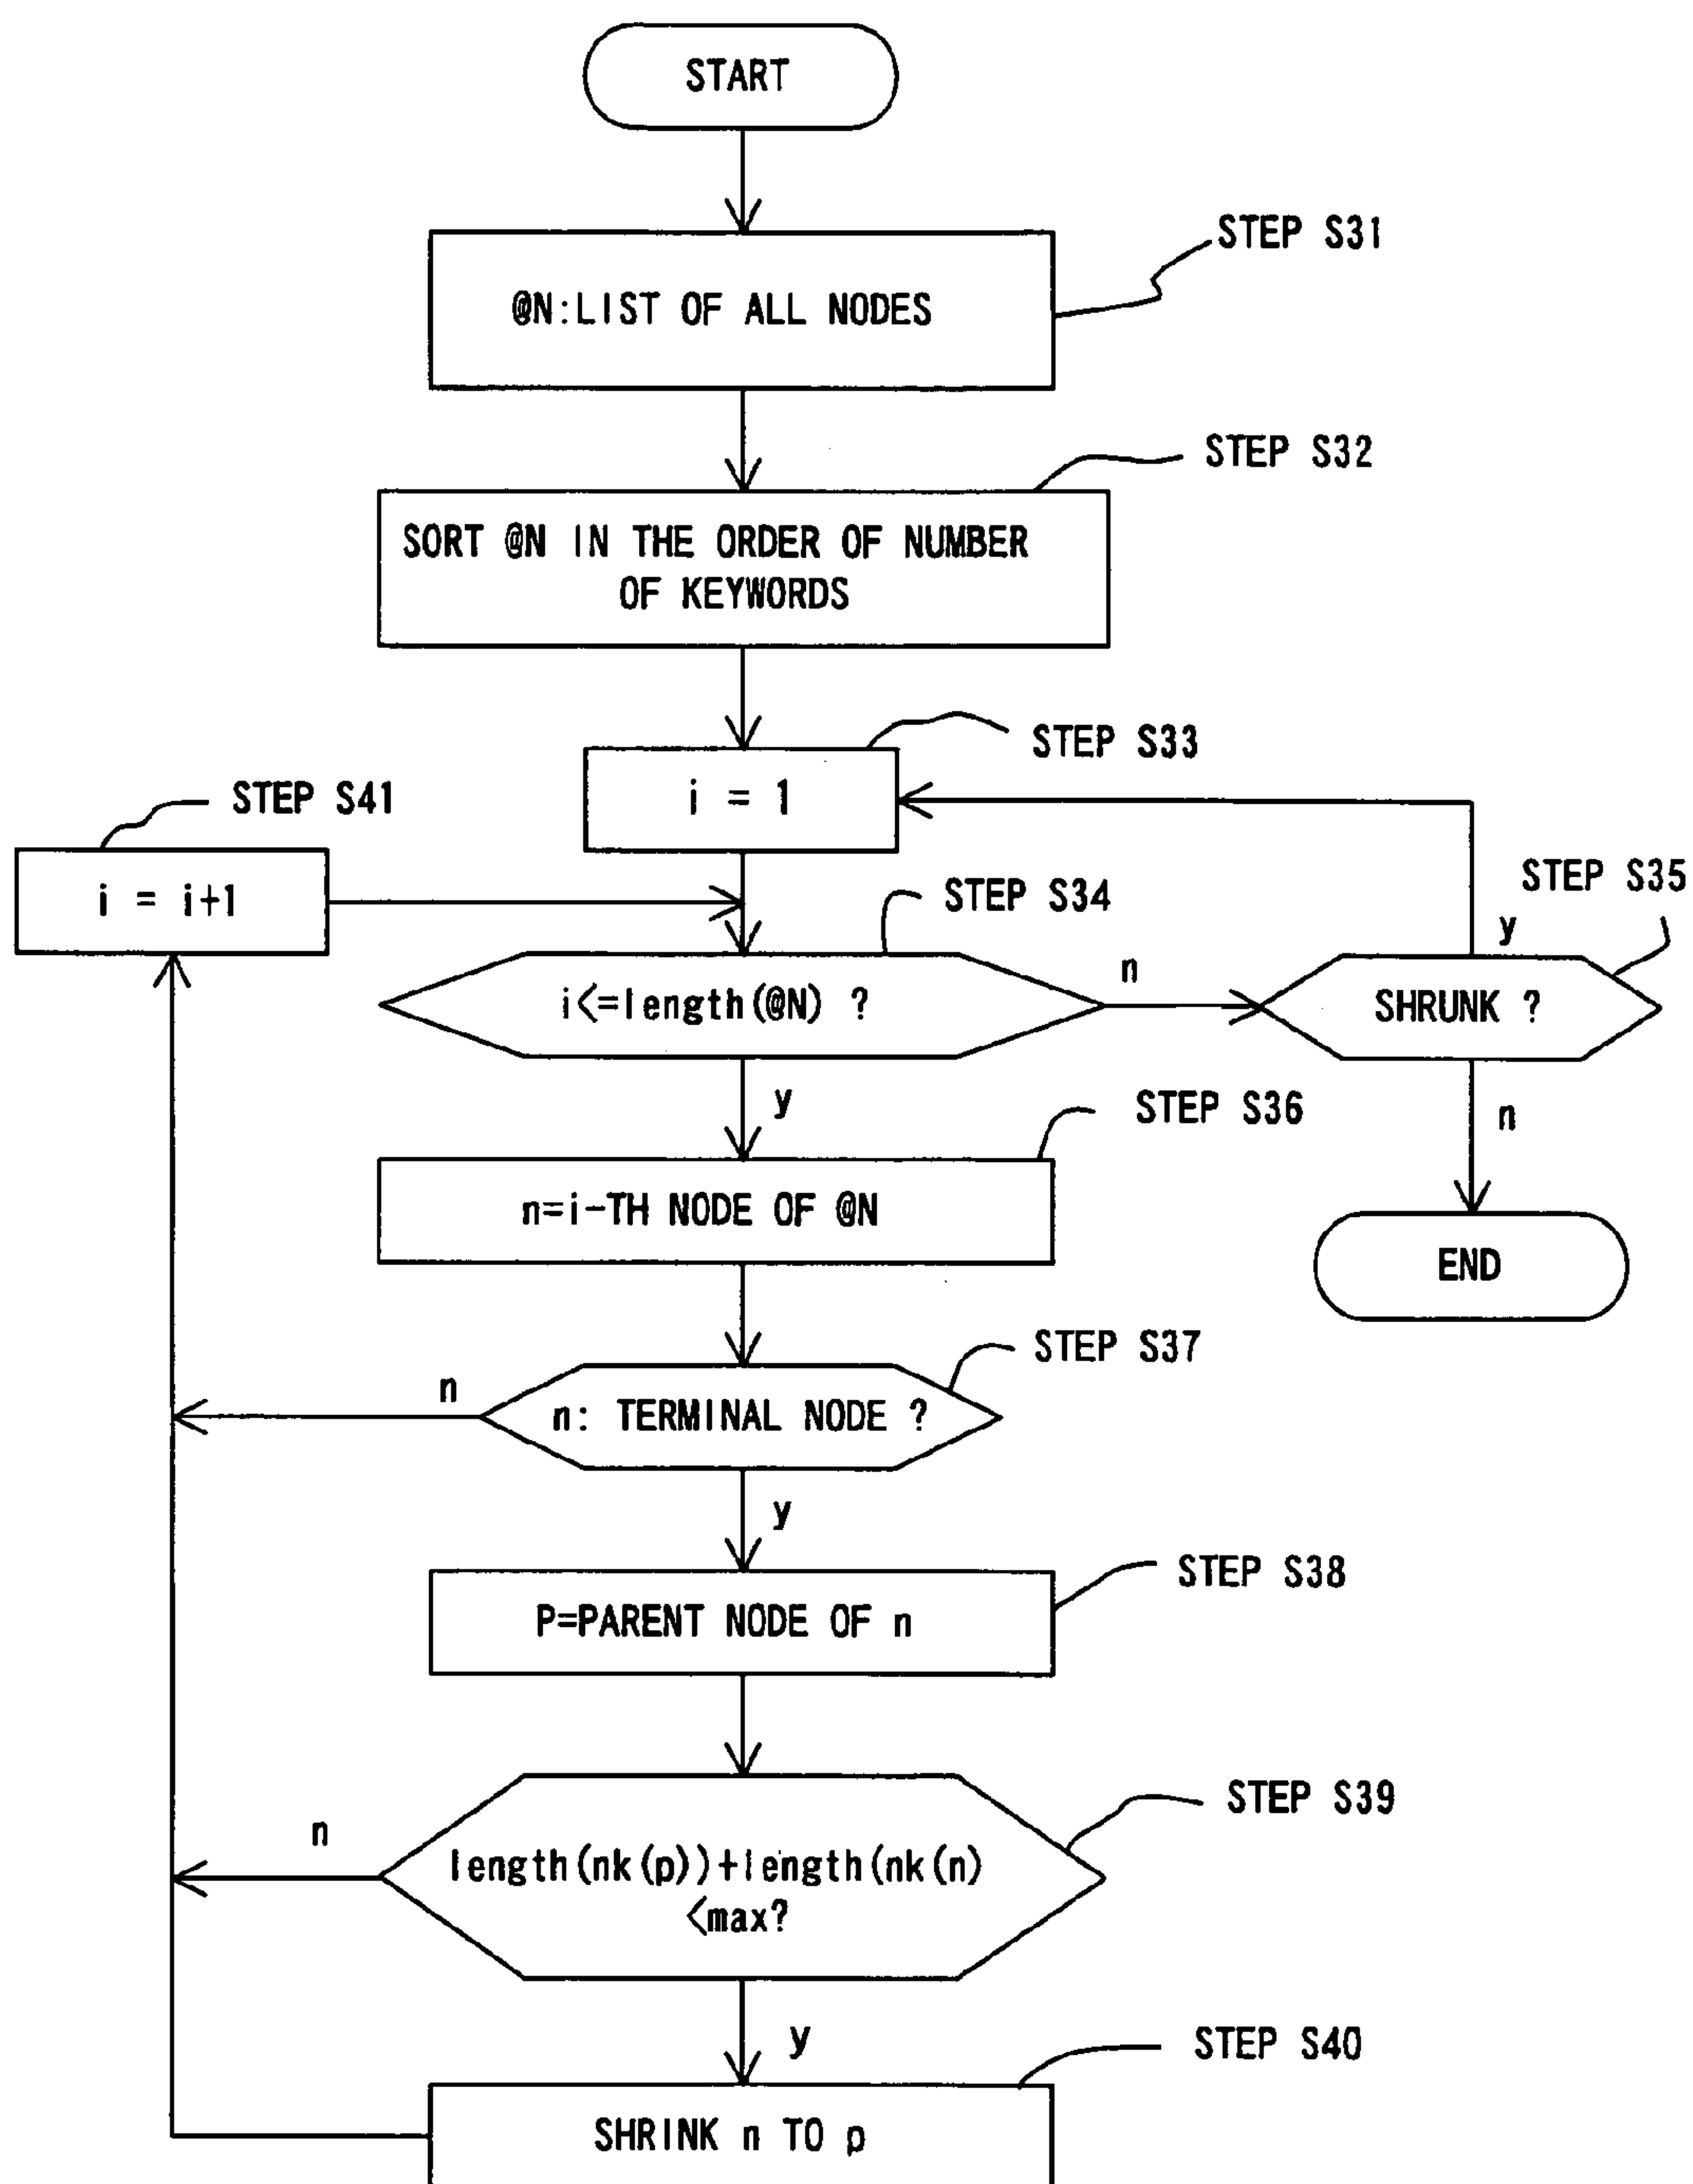 START
STEP S31
@N:LIST OF ALL NODES
STEP S32
SORT @N IN THE ORDER OF NUMBER
OF KEYWORDS
STEP S33
i = 1
STEP S41
i = i+1
STEP S34
i<=length(@N) ?
n
STEP S35
y
SHRUNK ?
n
END
y
STEP S36
n=i-TH NODE OF @N
STEP S37
n: TERMINAL NODE ?
n
y
STEP S38
P=PARENT NODE OF n
STEP S39
length(nk(p))+length(nk(n)
<max?
n
y
STEP S40
SHRINK n TO p